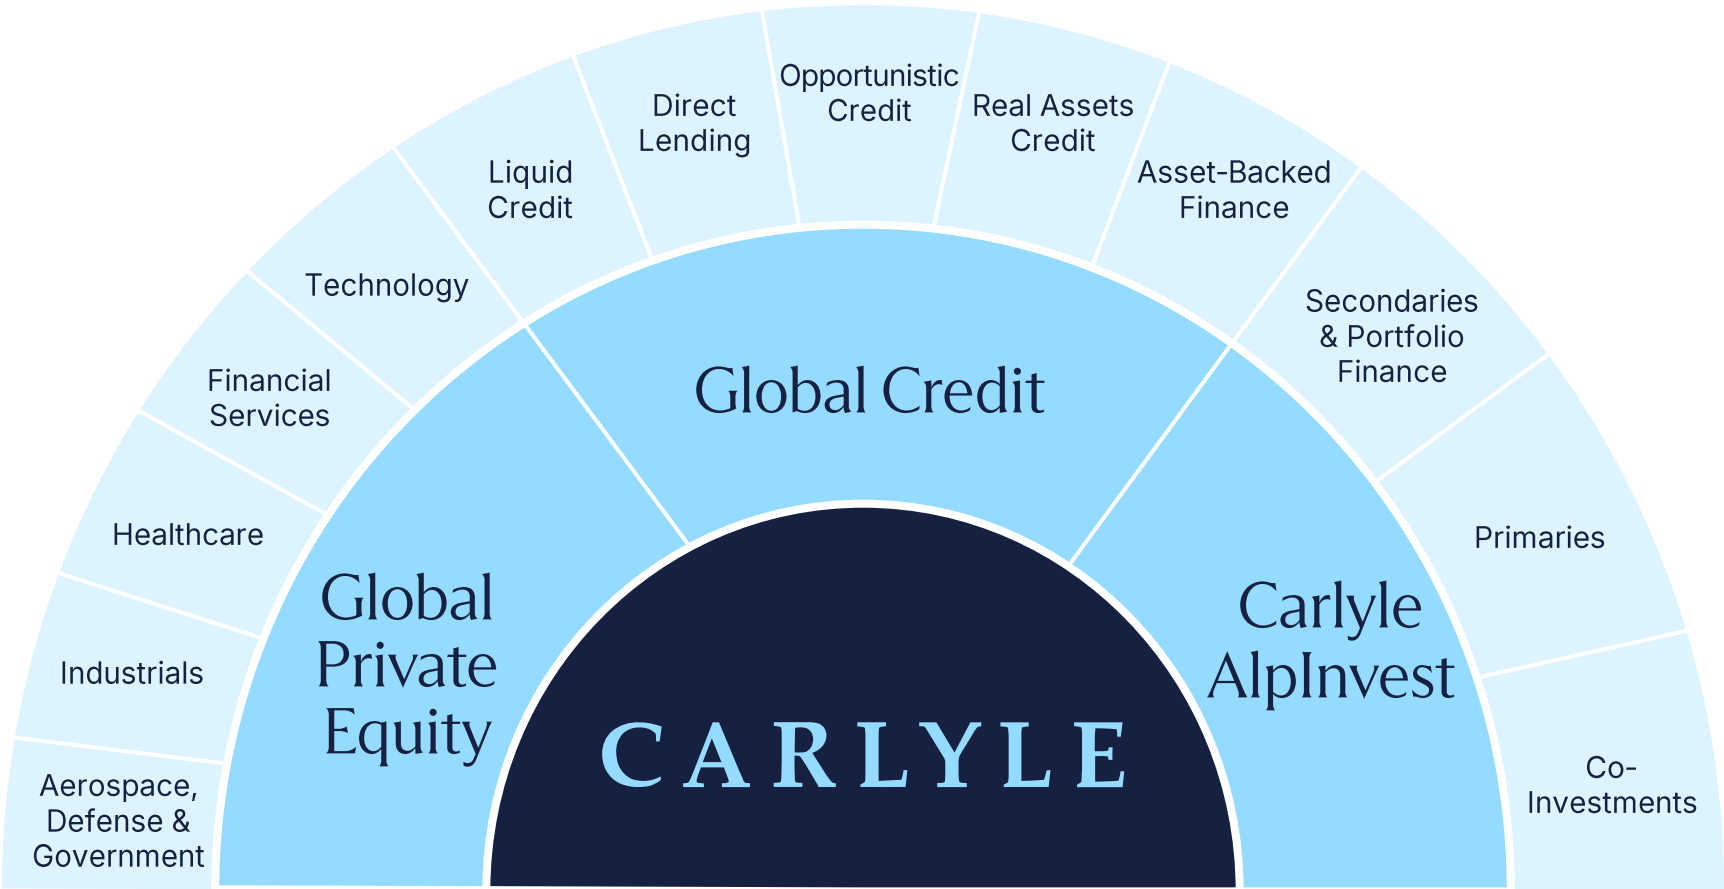 Opportunistic
Credit
Direct
Lending
Real Assets
Credit
Liquid
Credit
Asset-Backed
Finance
Technology
Secondaries
& Portfolio
Finance
Financial
Services
Global Credit
Healthcare
Primaries
Global
Private
Equity
Carlyle
AlpInvest
Industrials
CARLYLE
Aerospace,
Defense &
Government
Co-
Investments